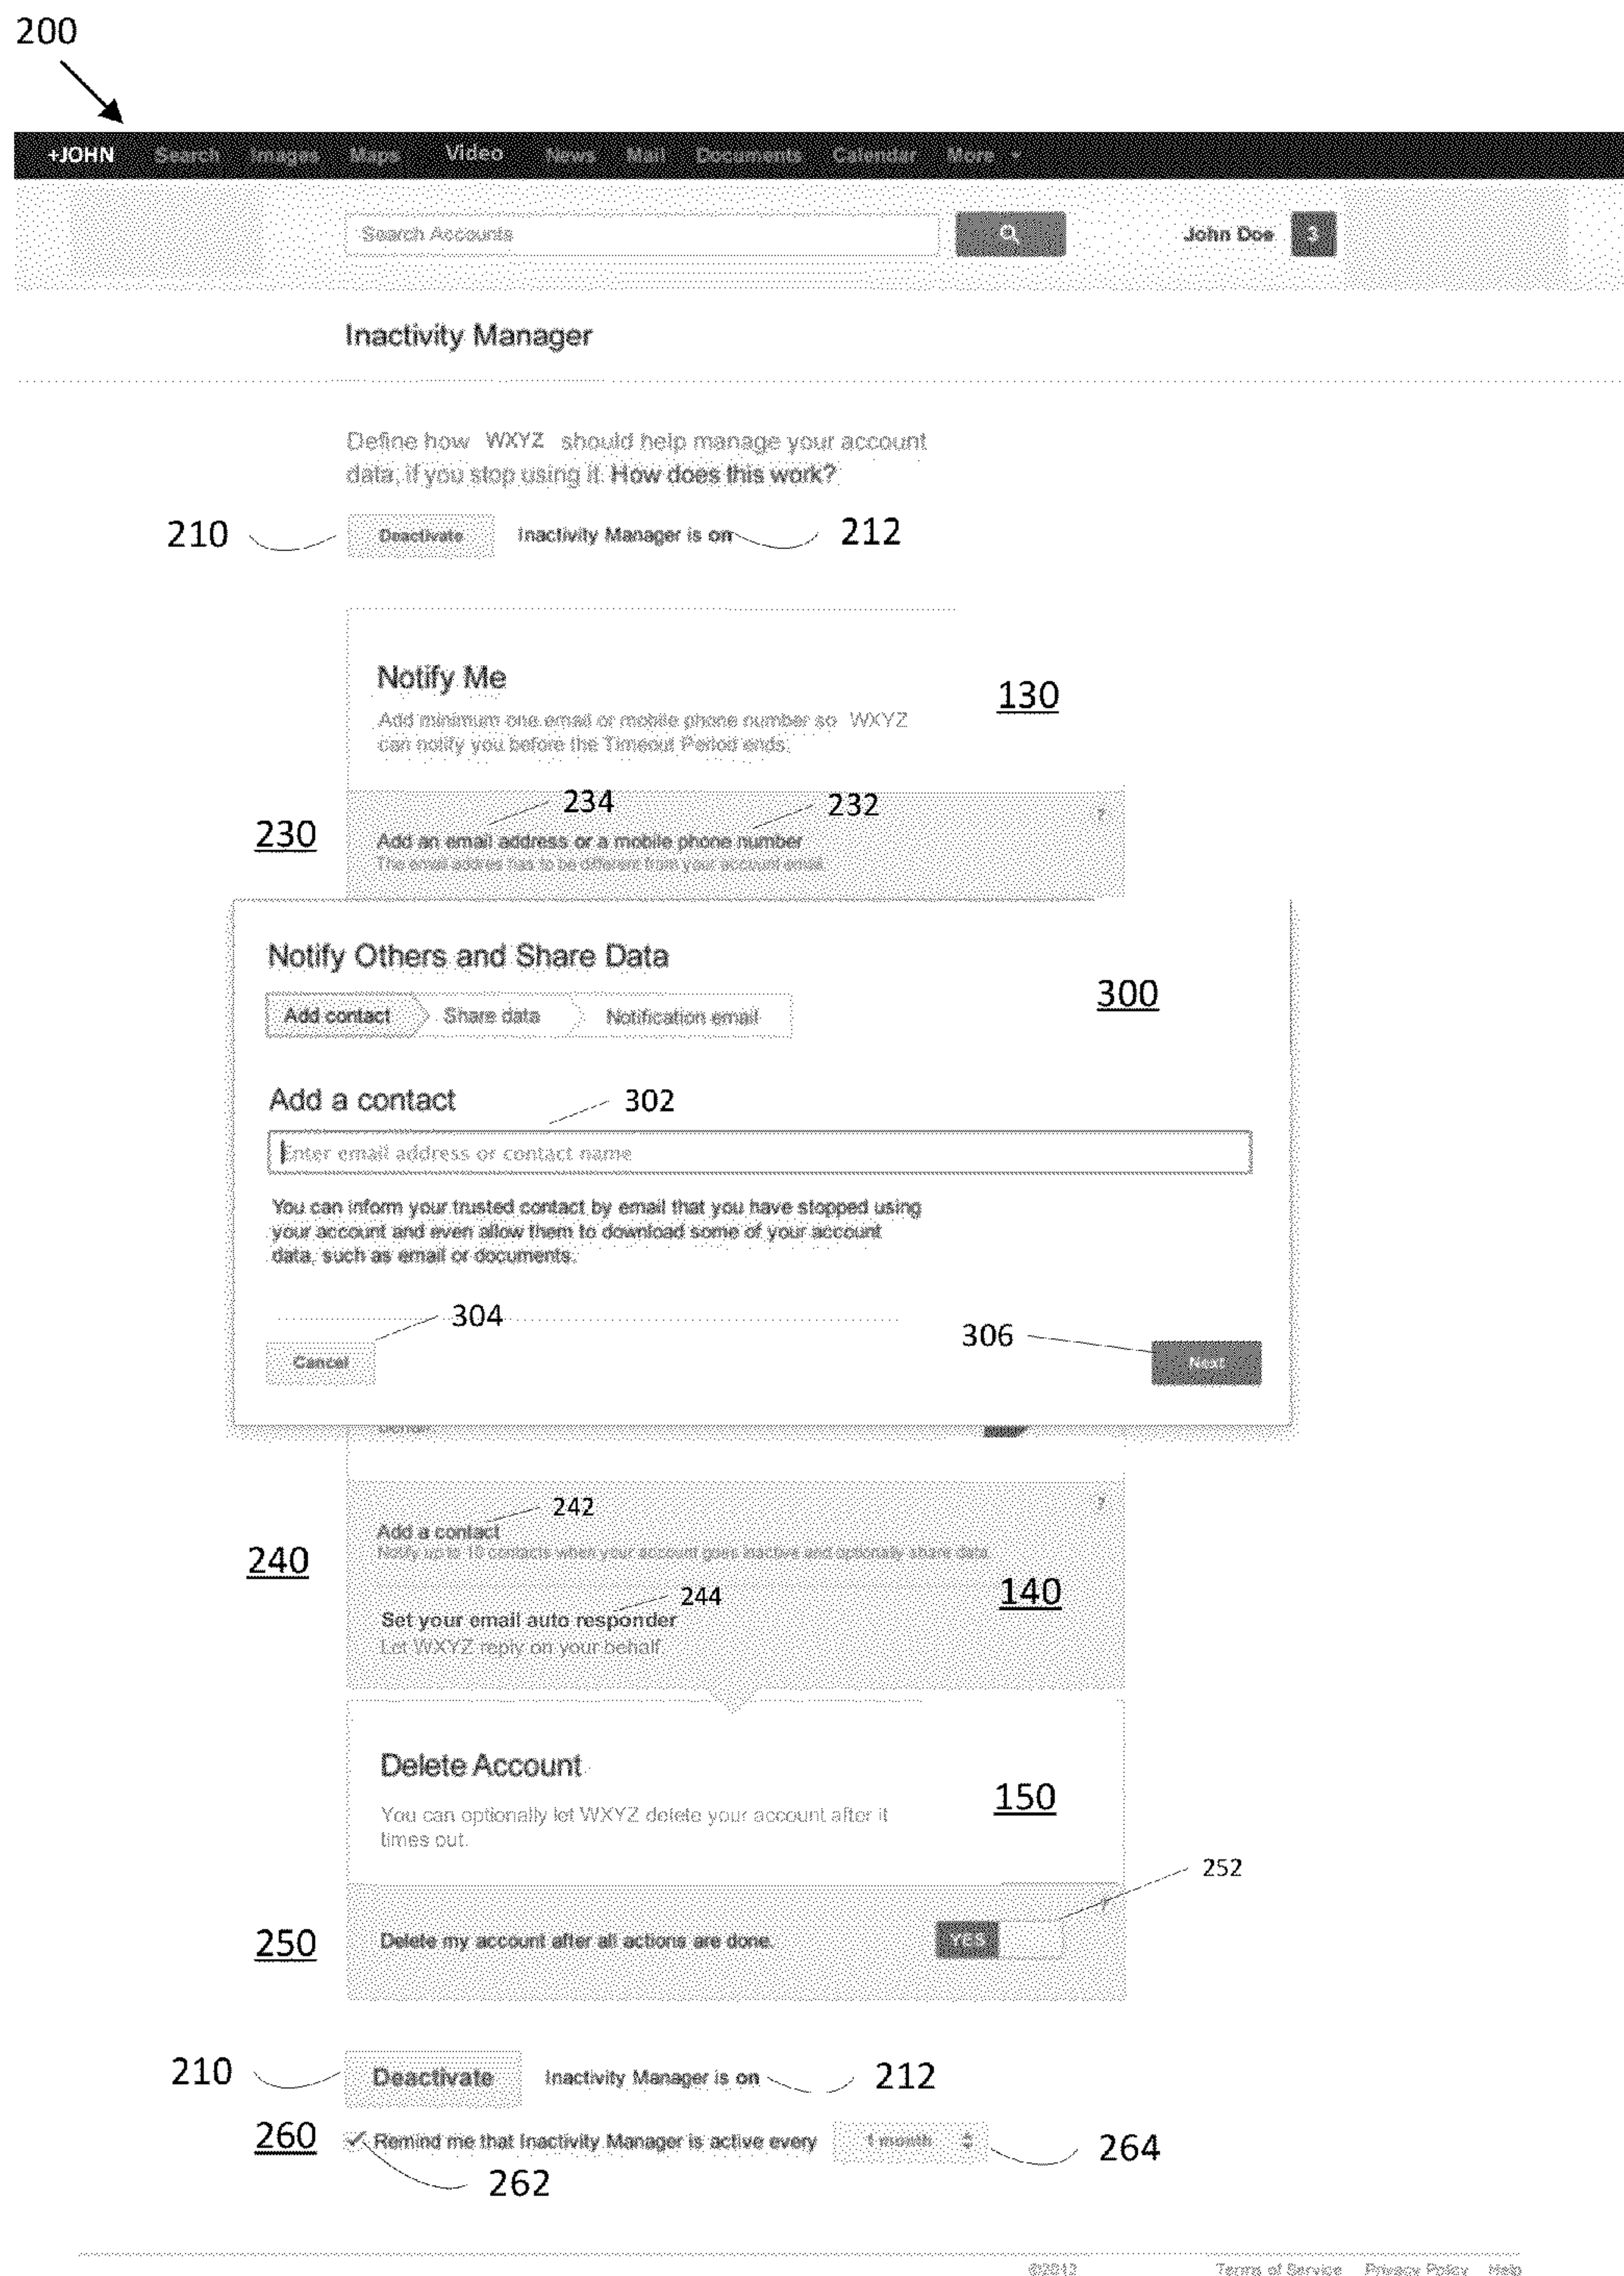 200
+JOHN Search Images Maps Video News Mail Documents Calendar More
Search Accounts John Doe 3
Inactivity Manager
Define how WXYZ should help manage your account
data, if you stop using it. How does this work?
210 Deactivate Inactivity Manager is on 212
Notify Me
130
Add minimum one email or mobile phone number so WXYZ
can notify you before the Timeout Period ends.
234 232
230 ?
Add an email address or a mobile phone number
The email addres has to be different from your account email.
Notify Others and Share Data
300
Add contact Share data Notification email
Add a contact 302
Enter email address or contact name
You can inform your trusted contact by email that you have stopped using
your account and even allow them to download some of your account
data, such as email or documents.
304
306
Cancel Next
242 ?
Add a contact
Notify up to 10 contacts when your account goes inactive and optionally share data.
240
244 140
Set your email auto responder
Let WXYZ reply on your behalf
Delete Account
150
You can optionally let WXYZ delete your account after it
times out.
252
?
250 Delete my account after all actions are done. YES
210 Deactivate Inactivity Manager is on 212
260 Remind me that Inactivity Manager is active every 1 month 264
262
©2012 Terms of Service Privacy Policy Help